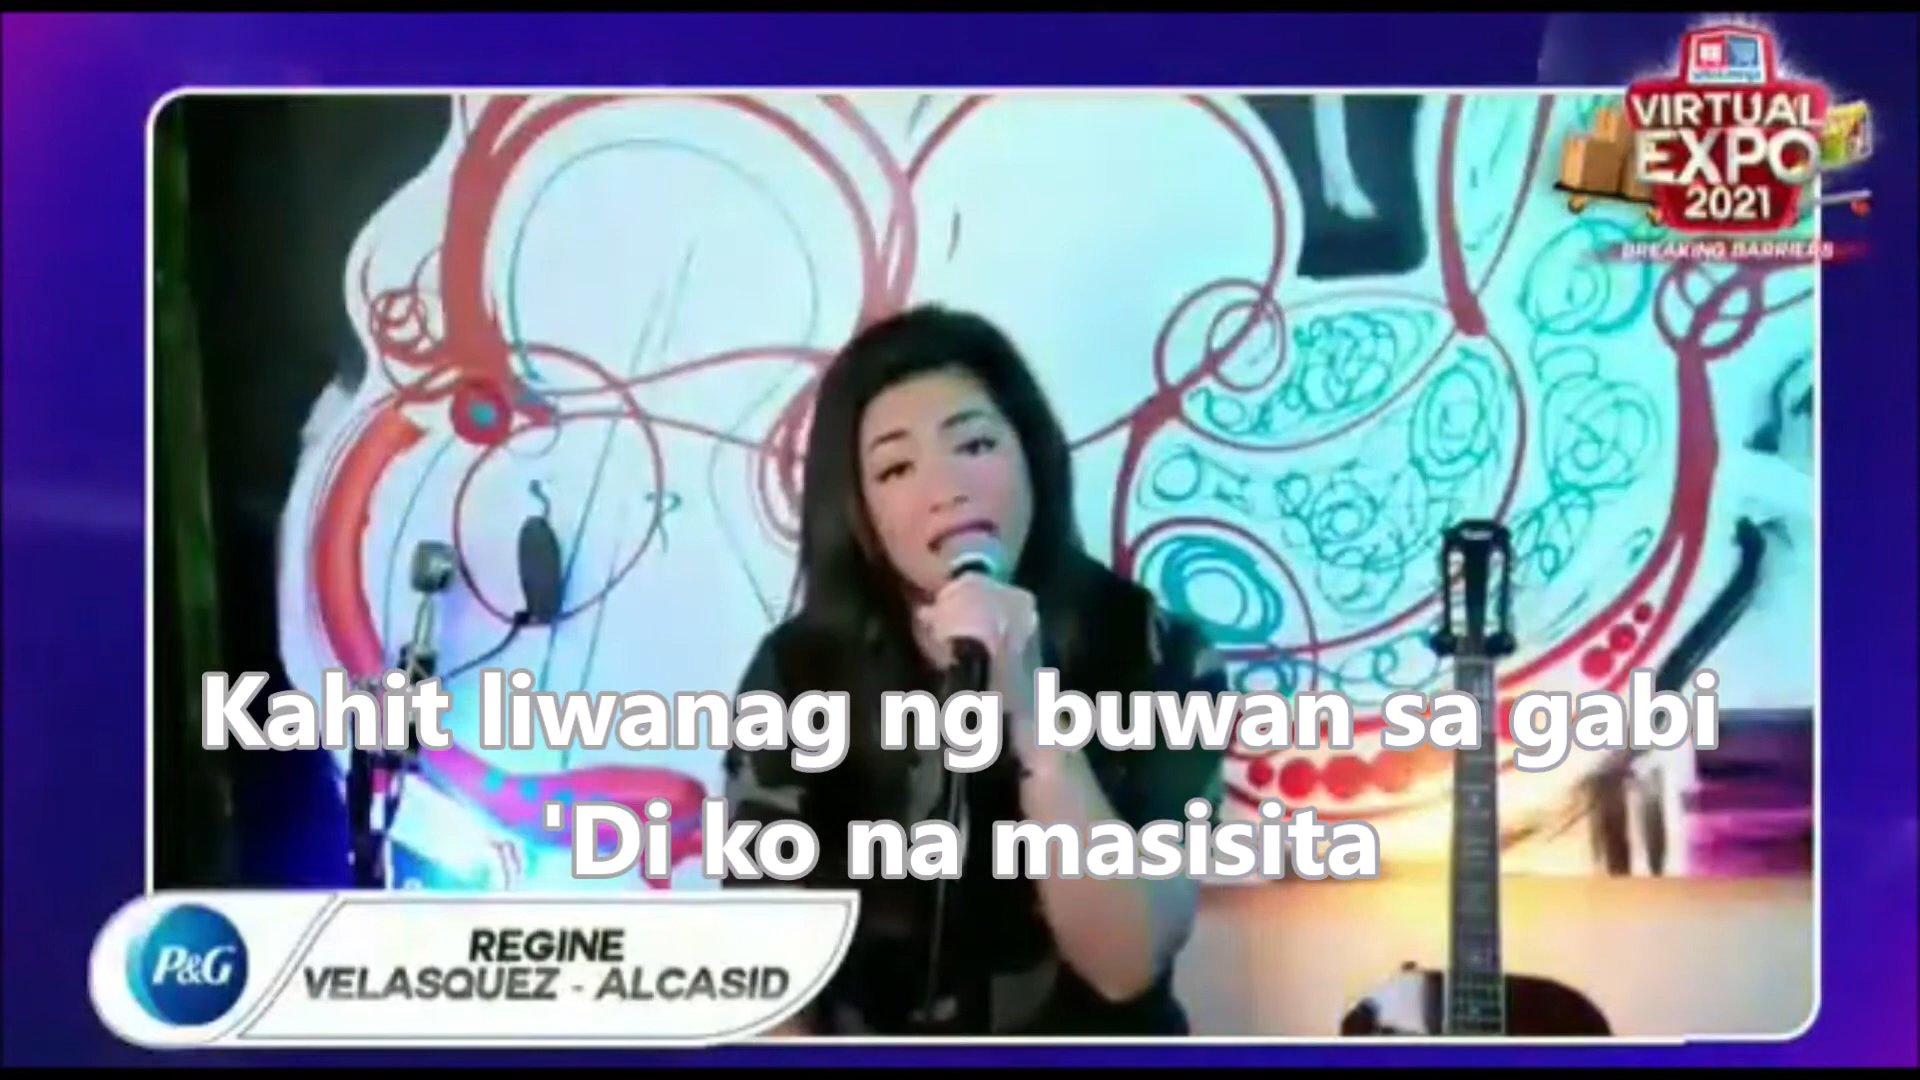 VIRTUAL
EXPO
2021
BREAKING BARRIERS
Kahit liwanag ng buwan sa gabi
'Di ko na masisita
P&G
REGINE
VELASQUEZ - ALCASID